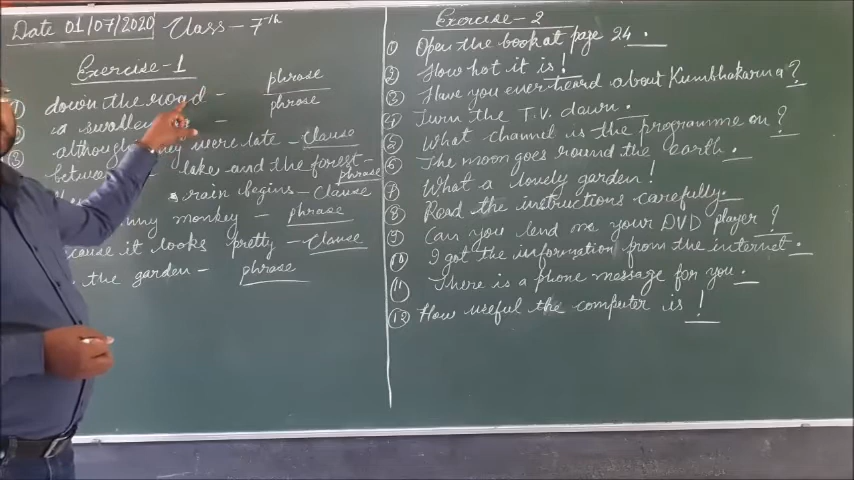 Date 01/07/2020 Class - 7th
Exercise-1
① down the road - phrase
② a swollen - phrase
③ although they were late - Clause
between lake and the forest - phrase
rain begins - Clause
monkey - phrase
it looks pretty - Clause
the garden - phrase
Exercise-2
① Open the book at page 24.
② How hot it is!
③ Have you ever heard about Kumbhakarna?
④ Turn the T.V. down.
⑤ What channel is the programme on?
⑥ The moon goes round the earth.
⑦ What a lovely garden!
⑧ Read the instructions carefully.
⑨ Can you lend me your DVD player?
⑩ I got the information from the internet.
⑪ There is a phone message for you.
⑫ How useful the computer is!